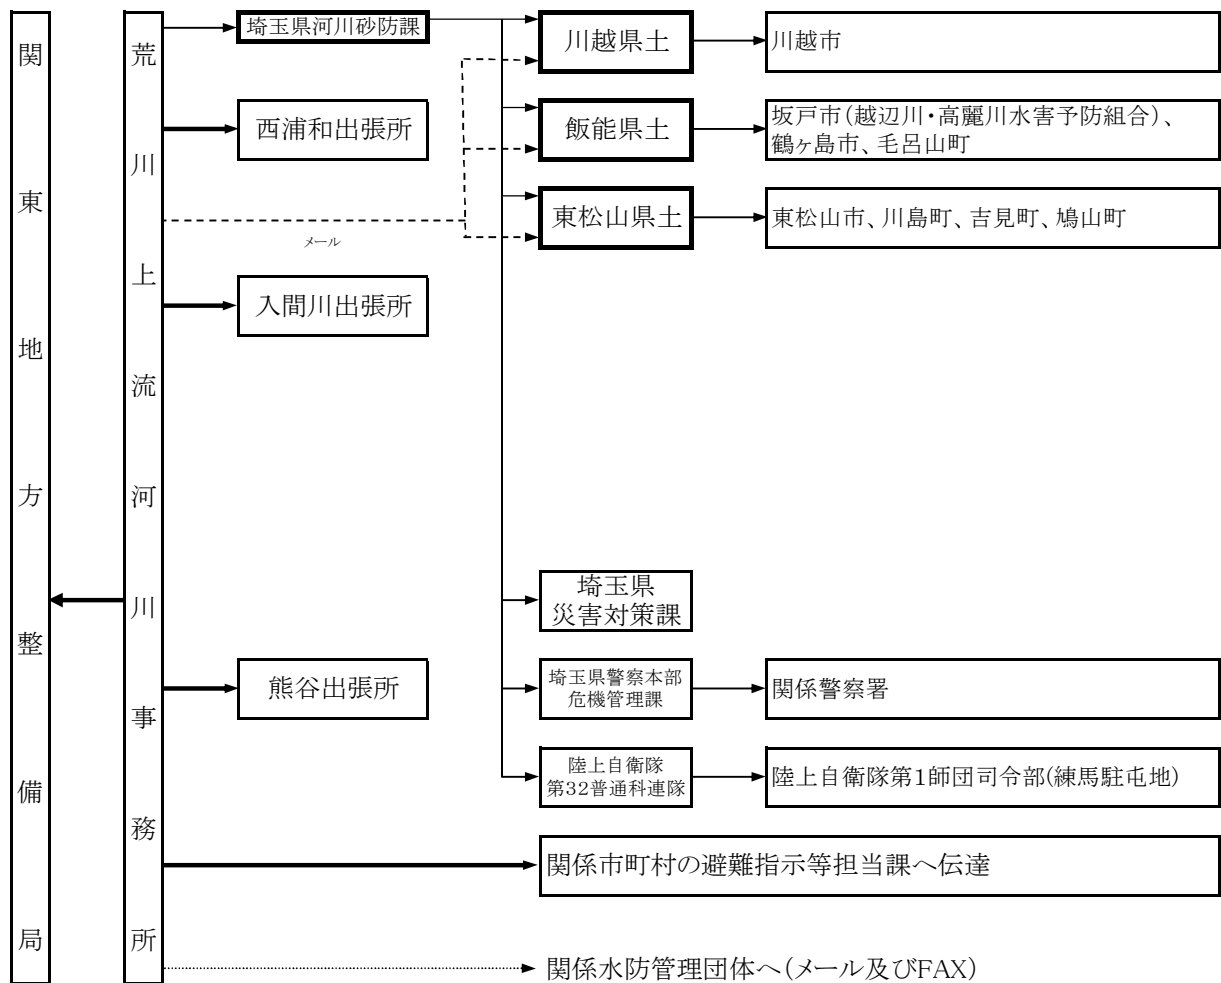 関東地方整備局
荒川上流河川事務所
埼玉県河川砂防課
川越県土
川越市
西浦和出張所
飯能県土
坂戸市(越辺川・高麗川水害予防組合)、
鶴ヶ島市、毛呂山町
東松山県土
東松山市、川島町、吉見町、鳩山町
メール
入間川出張所
埼玉県
災害対策課
熊谷出張所
埼玉県警察本部
危機管理課
関係警察署
陸上自衛隊
第32普通科連隊
陸上自衛隊第1師団司令部(練馬駐屯地)
関係市町村の避難指示等担当課へ伝達
関係水防管理団体へ(メール及びFAX)